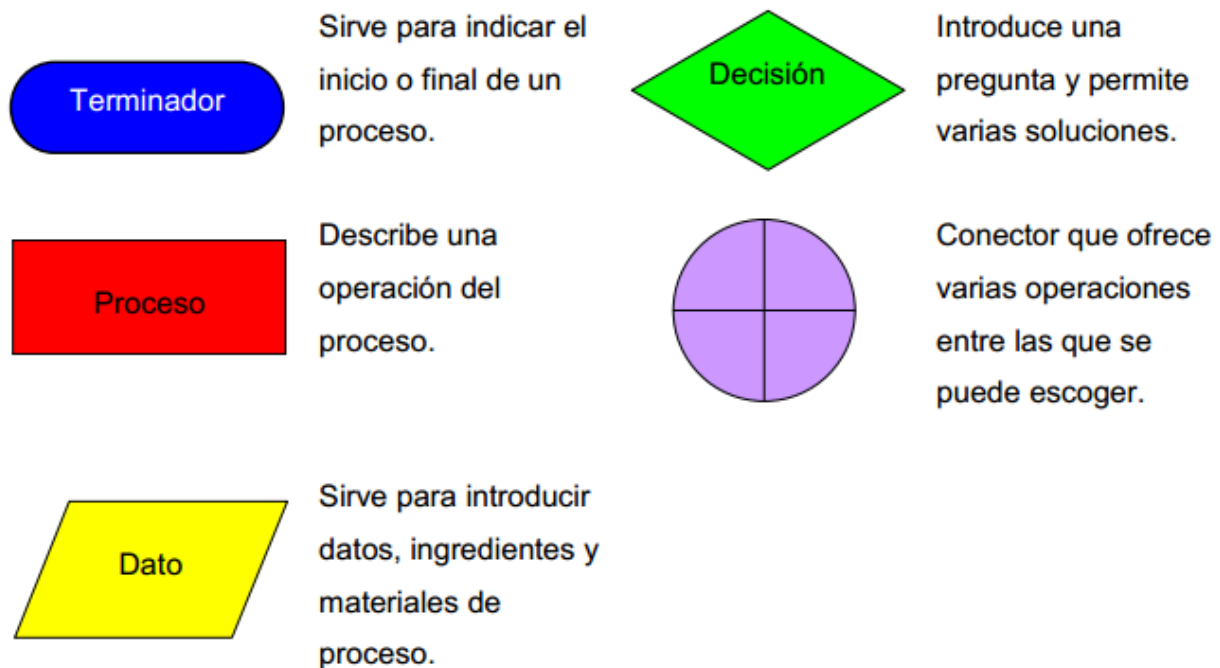 Terminador
Sirve para indicar el
inicio o final de un
proceso.
Decisión
Introduce una
pregunta y permite
varias soluciones.
Proceso
Describe una
operación del
proceso.
Conector que ofrece
varias operaciones
entre las que se
puede escoger.
Dato
Sirve para introducir
datos, ingredientes y
materiales de
proceso.